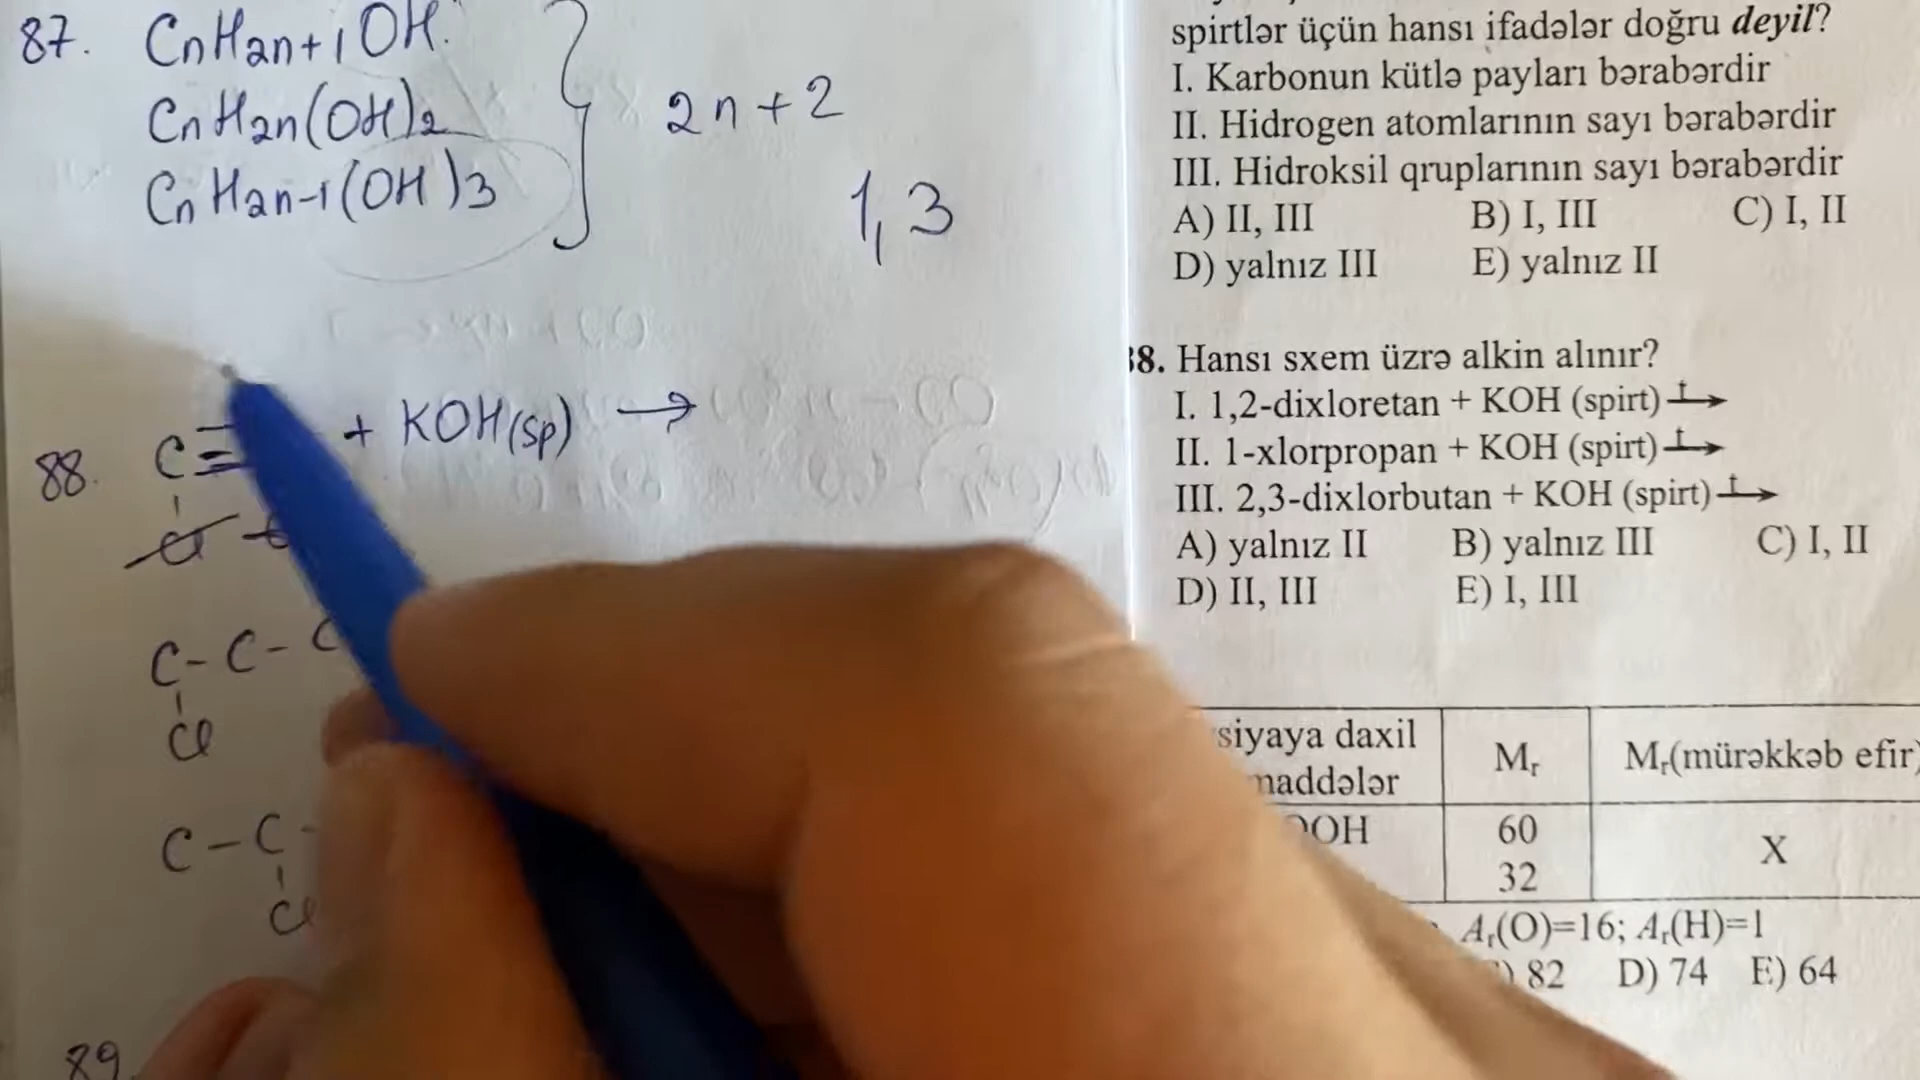 87. CnH2n+1OH.
CnH2n(OH)2
CnH2n-1(OH)3
2n+2
1,3
88. C + KOH(sp) →
Cl
C-C-C
Cl
C-C-
Cl
89.
spirtlər üçün hansı ifadələr doğru deyil?
I. Karbonun kütlə payları bərabərdir
II. Hidrogen atomlarının sayı bərabərdir
III. Hidroksil qruplarının sayı bərabərdir
A) II, III B) I, III C) I, II
D) yalnız III E) yalnız II
88. Hansı sxem üzrə alkin alınır?
I. 1,2-dixloretan + KOH (spirt) t→
II. 1-xlorpropan + KOH (spirt) t→
III. 2,3-dixlorbutan + KOH (spirt) t→
A) yalnız II B) yalnız III C) I, II
D) II, III E) I, III
siyaya daxil Mr Mr(mürəkkəb efir)
maddələr
OOH 60 X
32
Ar(O)=16; Ar(H)=1
82 D) 74 E) 64